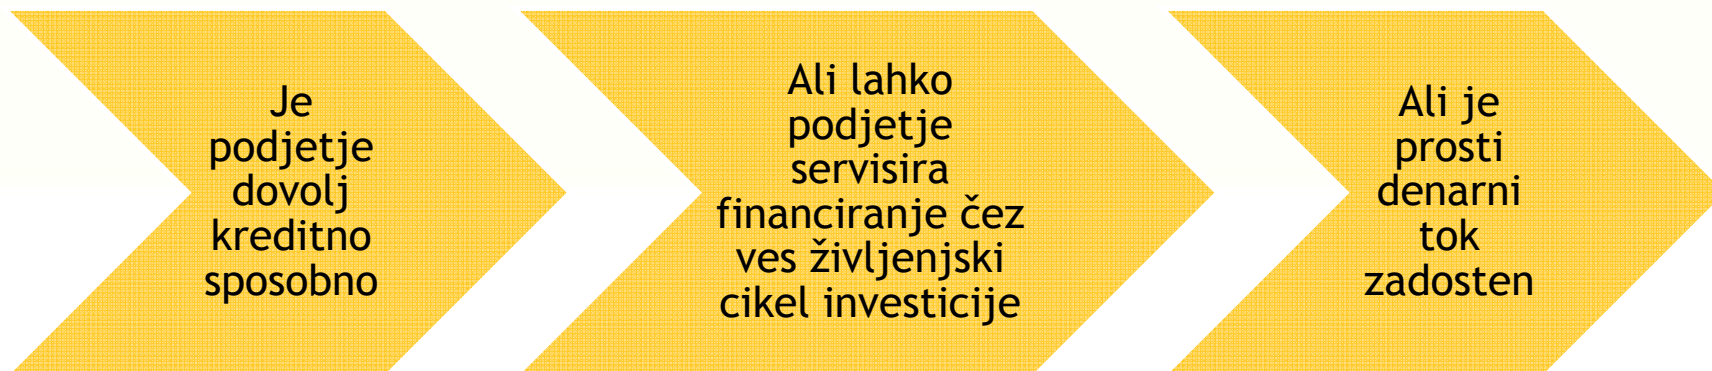 Je
podjetje
dovolj
kreditno
sposobno
Ali lahko
podjetje
servisira
financiranje čez
ves življenjski
cikel investicije
Ali je
prosti
denarni
tok
zadosten